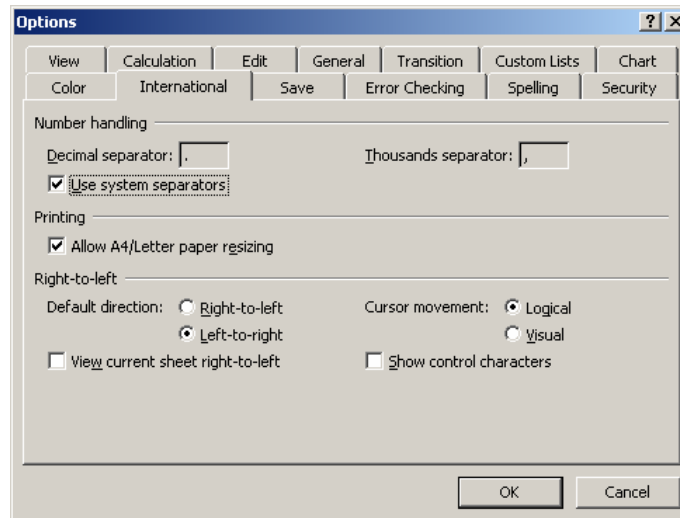 Options
View Calculation Edit General Transition Custom Lists Chart
Color International Save Error Checking Spelling Security
Number handling
Decimal separator: . Thousands separator: ,
Use system separators
Printing
Allow A4/Letter paper resizing
Right-to-left
Default direction: Right-to-left Cursor movement: Logical
Left-to-right Visual
View current sheet right-to-left Show control characters
OK Cancel